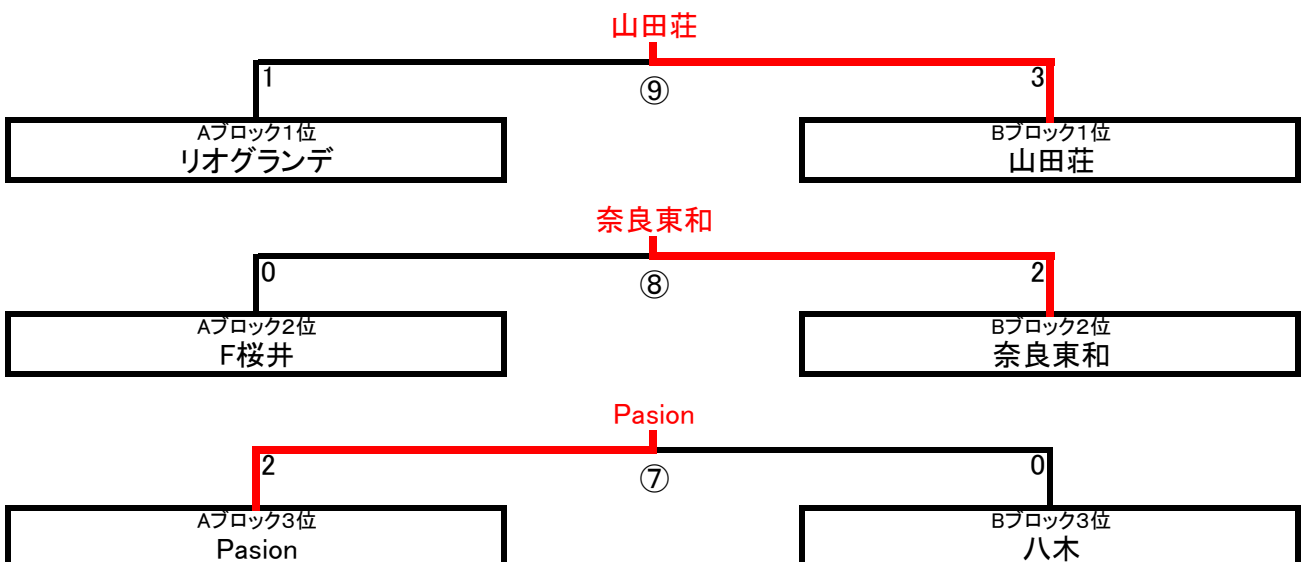 山田荘
1
3
⑨
Aブロック1位
リオグランデ
Bブロック1位
山田荘
奈良東和
0
2
⑧
Aブロック2位
F桜井
Bブロック2位
奈良東和
Pasion
2
0
⑦
Aブロック3位
Pasion
Bブロック3位
八木